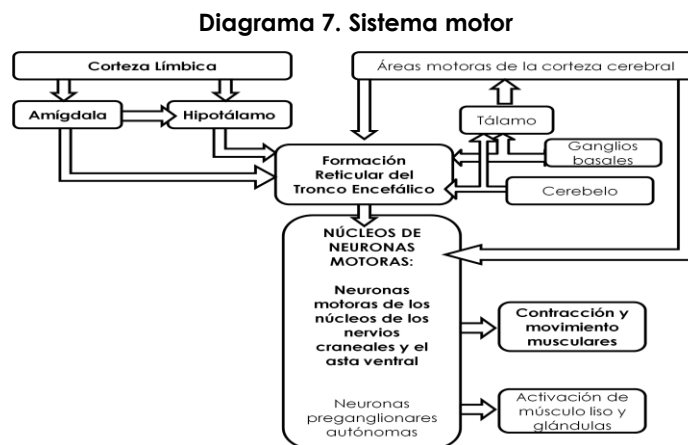 Diagrama 7. Sistema motor
Corteza Límbica
Áreas motoras de la corteza cerebral
Amígdala
Hipotálamo
Tálamo
Formación
Reticular del
Tronco Encefálico
Ganglios
basales
Cerebelo
NÚCLEOS DE
NEURONAS
MOTORAS:
Neuronas
motoras de los
núcleos de los
nervios
craneales y el
asta ventral
Contracción y
movimiento
musculares
Neuronas
preganglionares
autónomas
Activación de
músculo liso y
glándulas